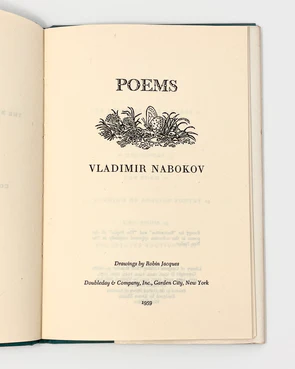 POEMS
VLADIMIR NABOKOV
Drawings by Robin Jacques
Doubleday & Company, Inc., Garden City, New York
1959